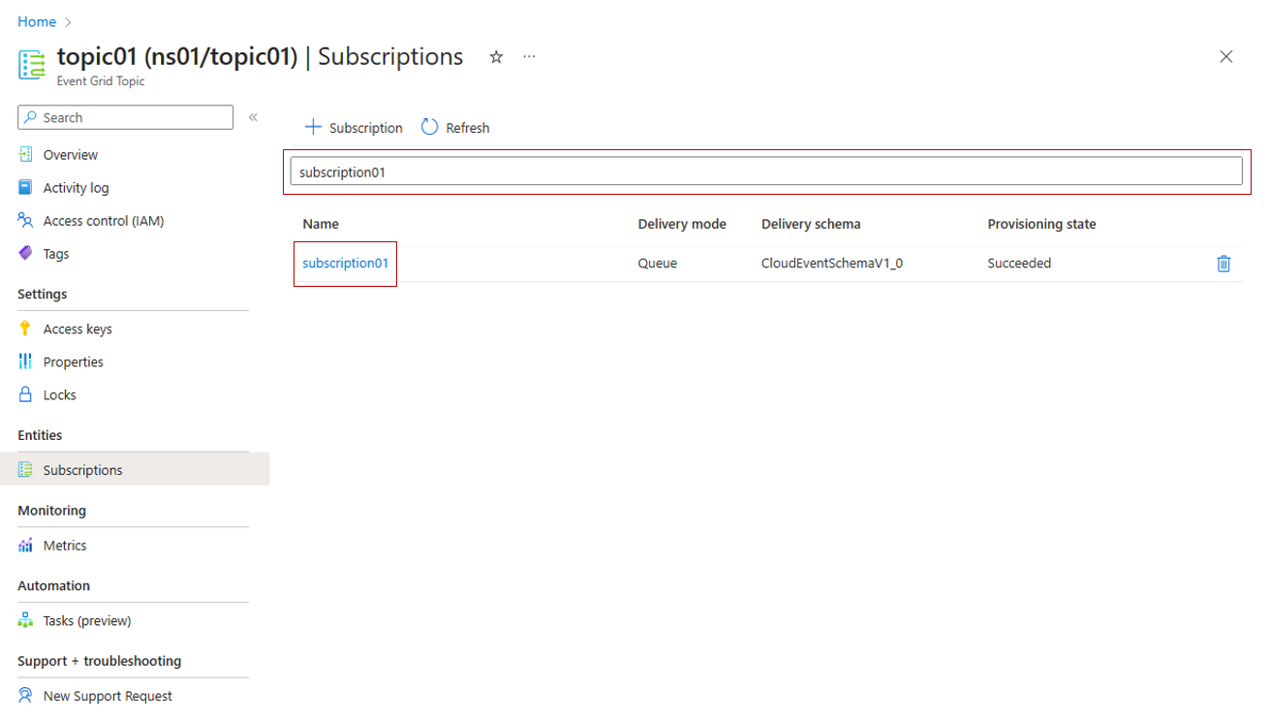 Home
topic01 (ns01/topic01) | Subscriptions
Event Grid Topic
Search
Overview
Activity log
Access control (IAM)
Tags
Settings
Access keys
Properties
Locks
Entities
Subscriptions
Monitoring
Metrics
Automation
Tasks (preview)
Support + troubleshooting
New Support Request
Subscription Refresh
subscription01
Name Delivery mode Delivery schema Provisioning state
subscription01 Queue CloudEventSchemaV1_0 Succeeded